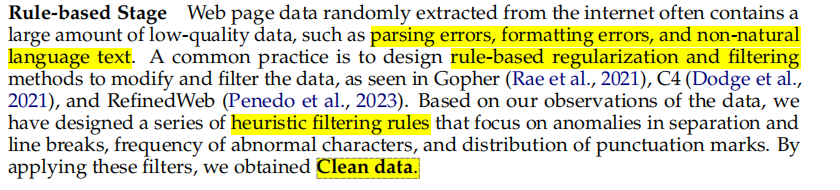 Rule-based Stage Web page data randomly extracted from the internet often contains a
large amount of low-quality data, such as parsing errors, formatting errors, and non-natural
language text. A common practice is to design rule-based regularization and filtering
methods to modify and filter the data, as seen in Gopher (Rae et al., 2021), C4 (Dodge et al.,
2021), and RefinedWeb (Penedo et al., 2023). Based on our observations of the data, we
have designed a series of heuristic filtering rules that focus on anomalies in separation and
line breaks, frequency of abnormal characters, and distribution of punctuation marks. By
applying these filters, we obtained Clean data.